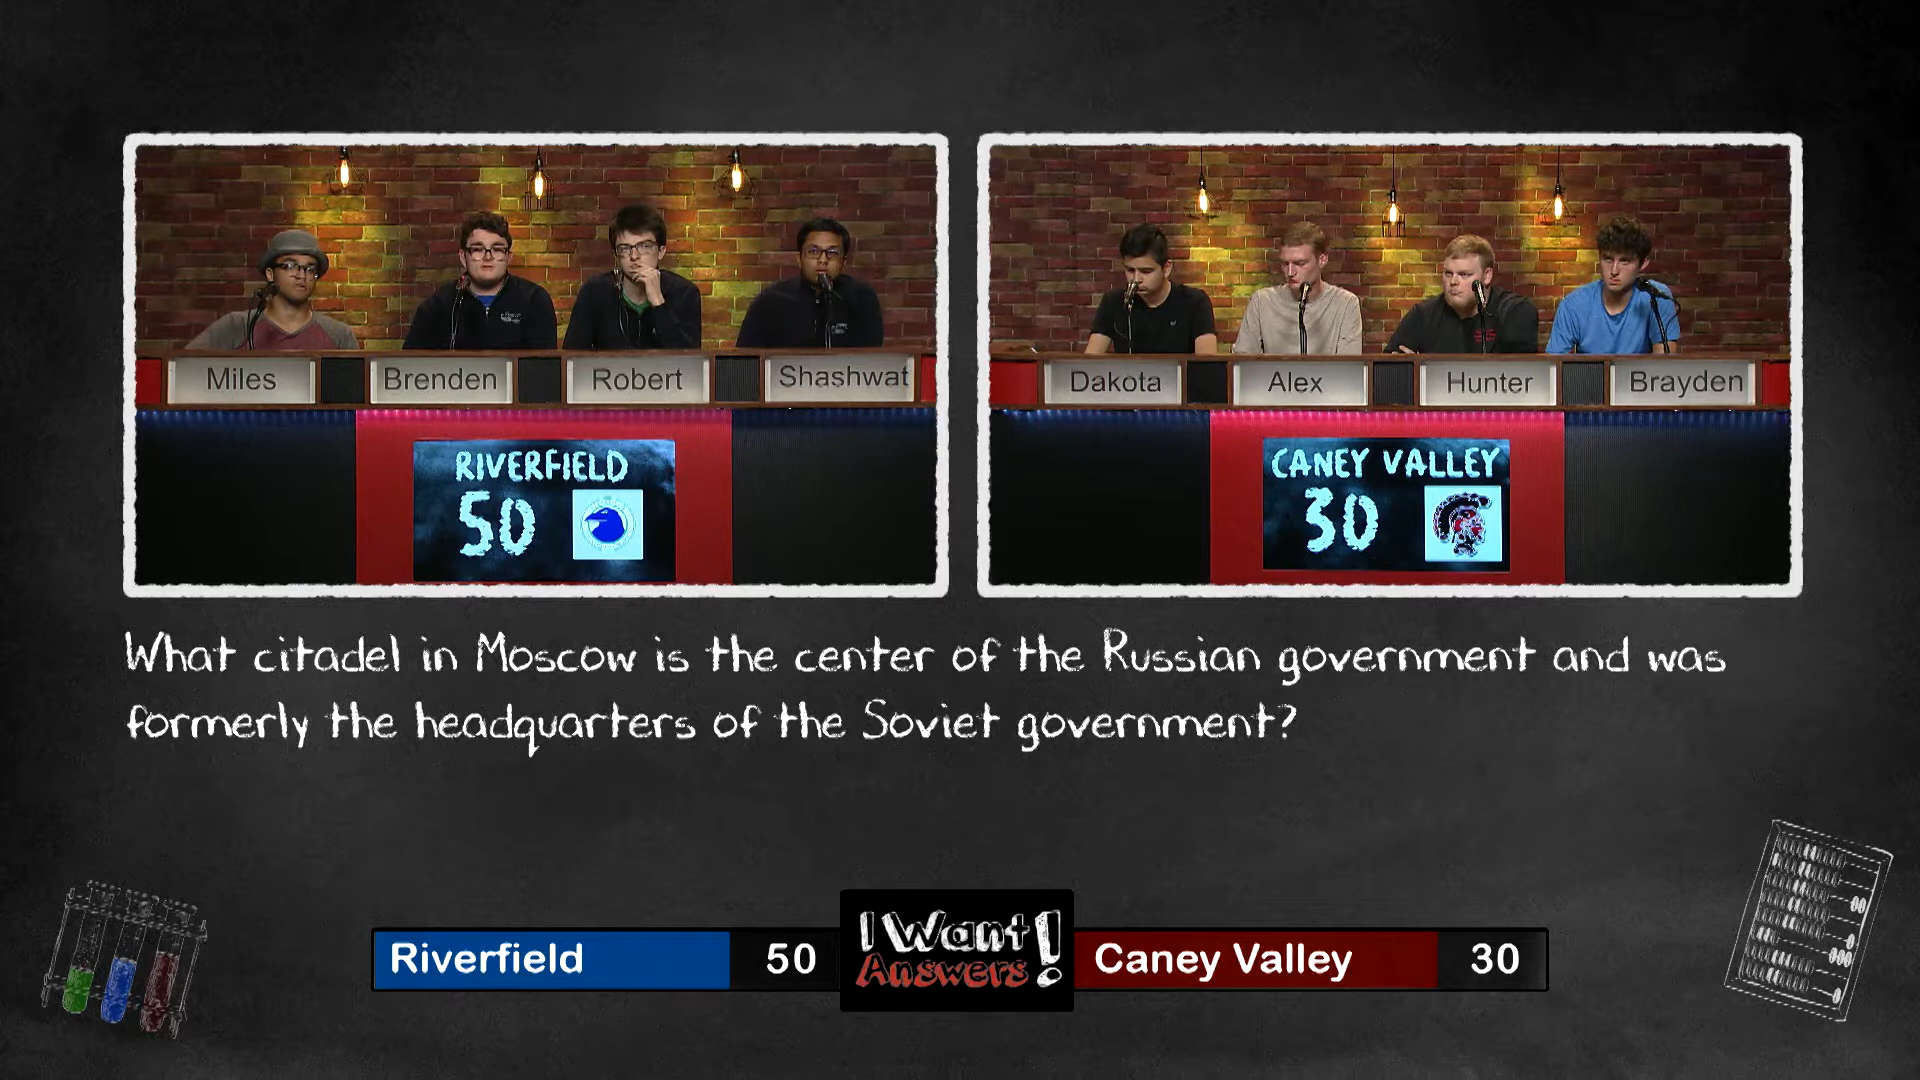 Miles
Brenden
Robert
Shashwat
Dakota
Alex
Hunter
Brayden
RIVERFIELD
50
CANEY VALLEY
30
What citadel in Moscow is the center of the Russian government and was
formerly the headquarters of the Soviet government?
Riverfield 50
I Want
Answers!
Caney Valley 30